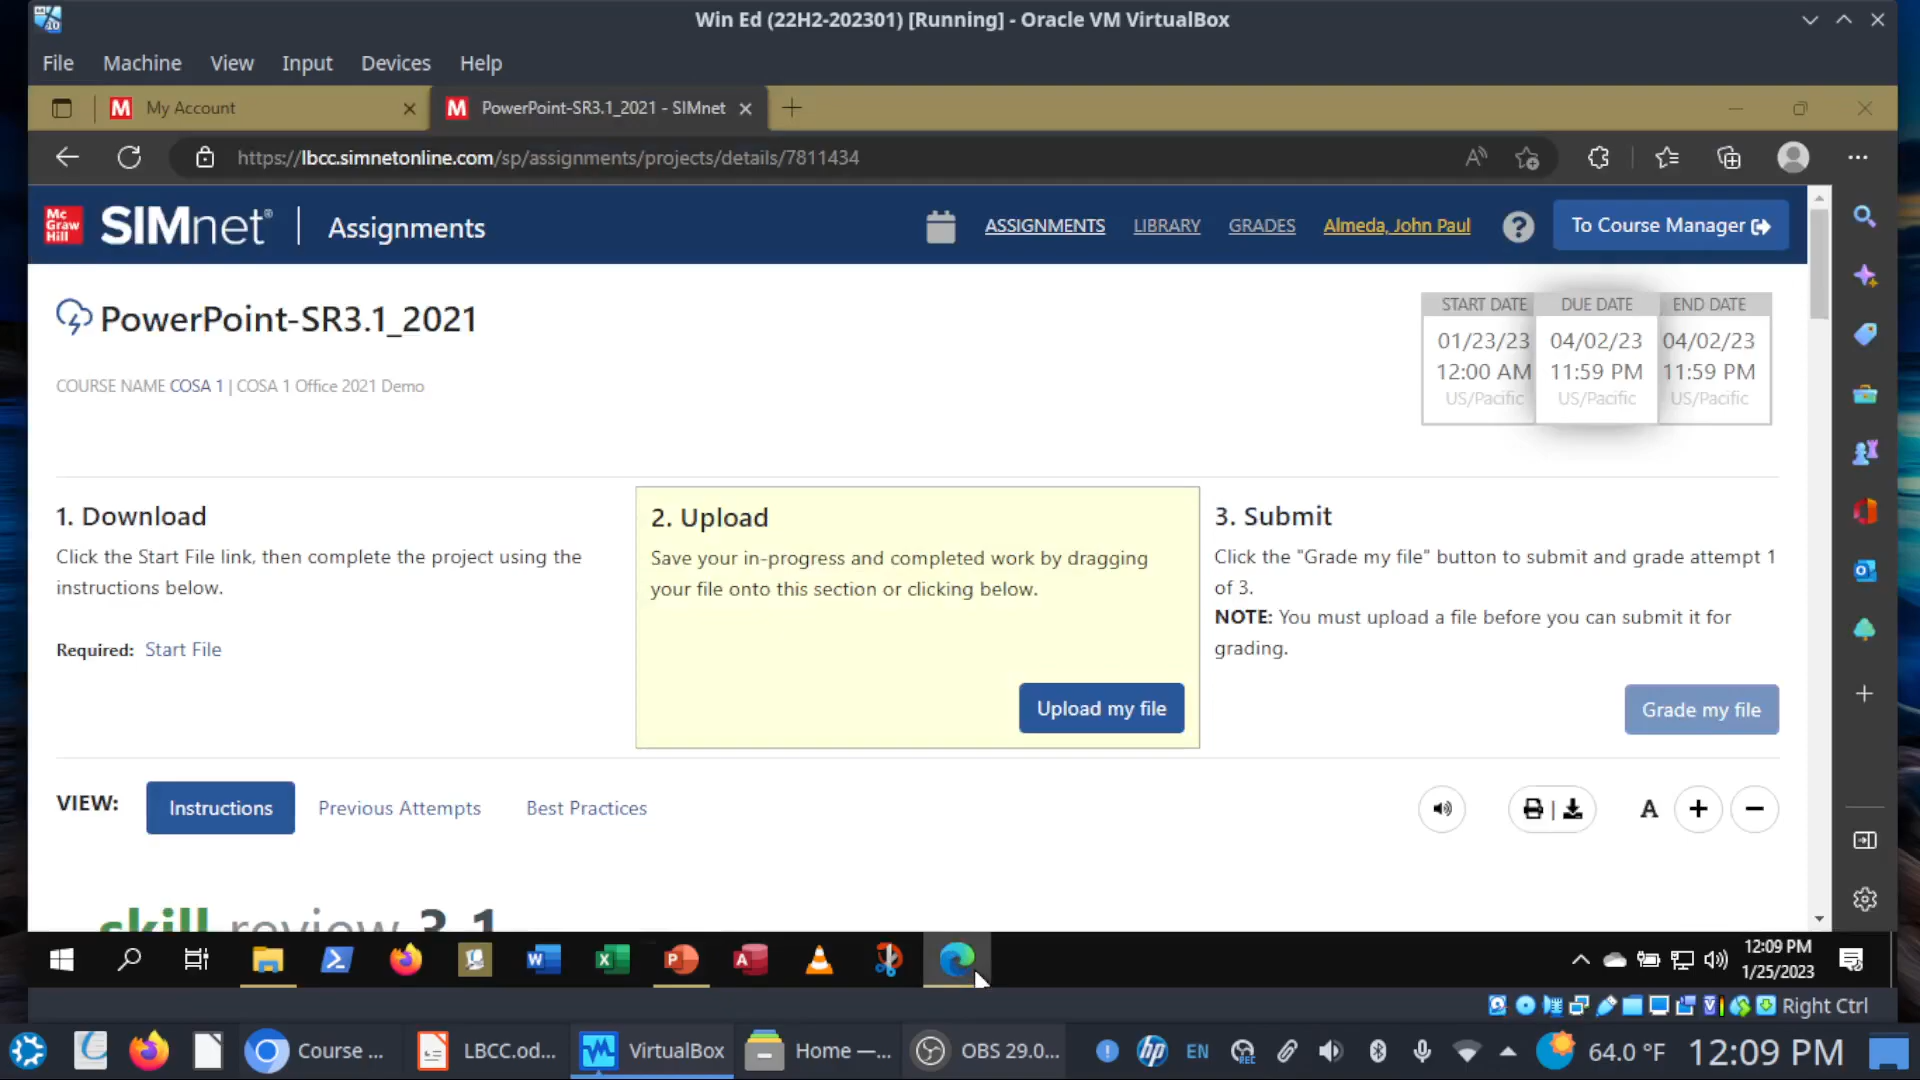 Win Ed (22H2-202301) [Running] - Oracle VM VirtualBox
File Machine View Input Devices Help
My Account
PowerPoint-SR3.1_2021 - SIMnet
https://lbcc.simnetonline.com/sp/assignments/projects/details/7811434
Mc Graw Hill
SIMnet® | Assignments
ASSIGNMENTS LIBRARY GRADES Almeda, John Paul ? To Course Manager
PowerPoint-SR3.1_2021
COURSE NAME COSA 1 | COSA 1 Office 2021 Demo
START DATE DUE DATE END DATE
01/23/23 04/02/23 04/02/23
12:00 AM 11:59 PM 11:59 PM
US/Pacific US/Pacific US/Pacific
1. Download
Click the Start File link, then complete the project using the
instructions below.
Required: Start File
2. Upload
Save your in-progress and completed work by dragging
your file onto this section or clicking below.
Upload my file
3. Submit
Click the "Grade my file" button to submit and grade attempt 1
of 3.
NOTE: You must upload a file before you can submit it for
grading.
Grade my file
VIEW: Instructions Previous Attempts Best Practices
A + −
skill review 3.1
12:09 PM
1/25/2023
Right Ctrl
Course ...
LBCC.od...
VirtualBox
Home —...
OBS 29.0...
EN
64.0 °F
12:09 PM